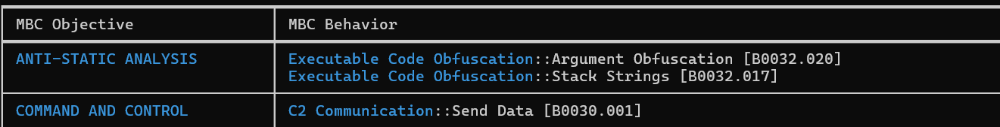 MBC Objective MBC Behavior
ANTI-STATIC ANALYSIS Executable Code Obfuscation::Argument Obfuscation [B0032.020]
Executable Code Obfuscation::Stack Strings [B0032.017]
COMMAND AND CONTROL C2 Communication::Send Data [B0030.001]